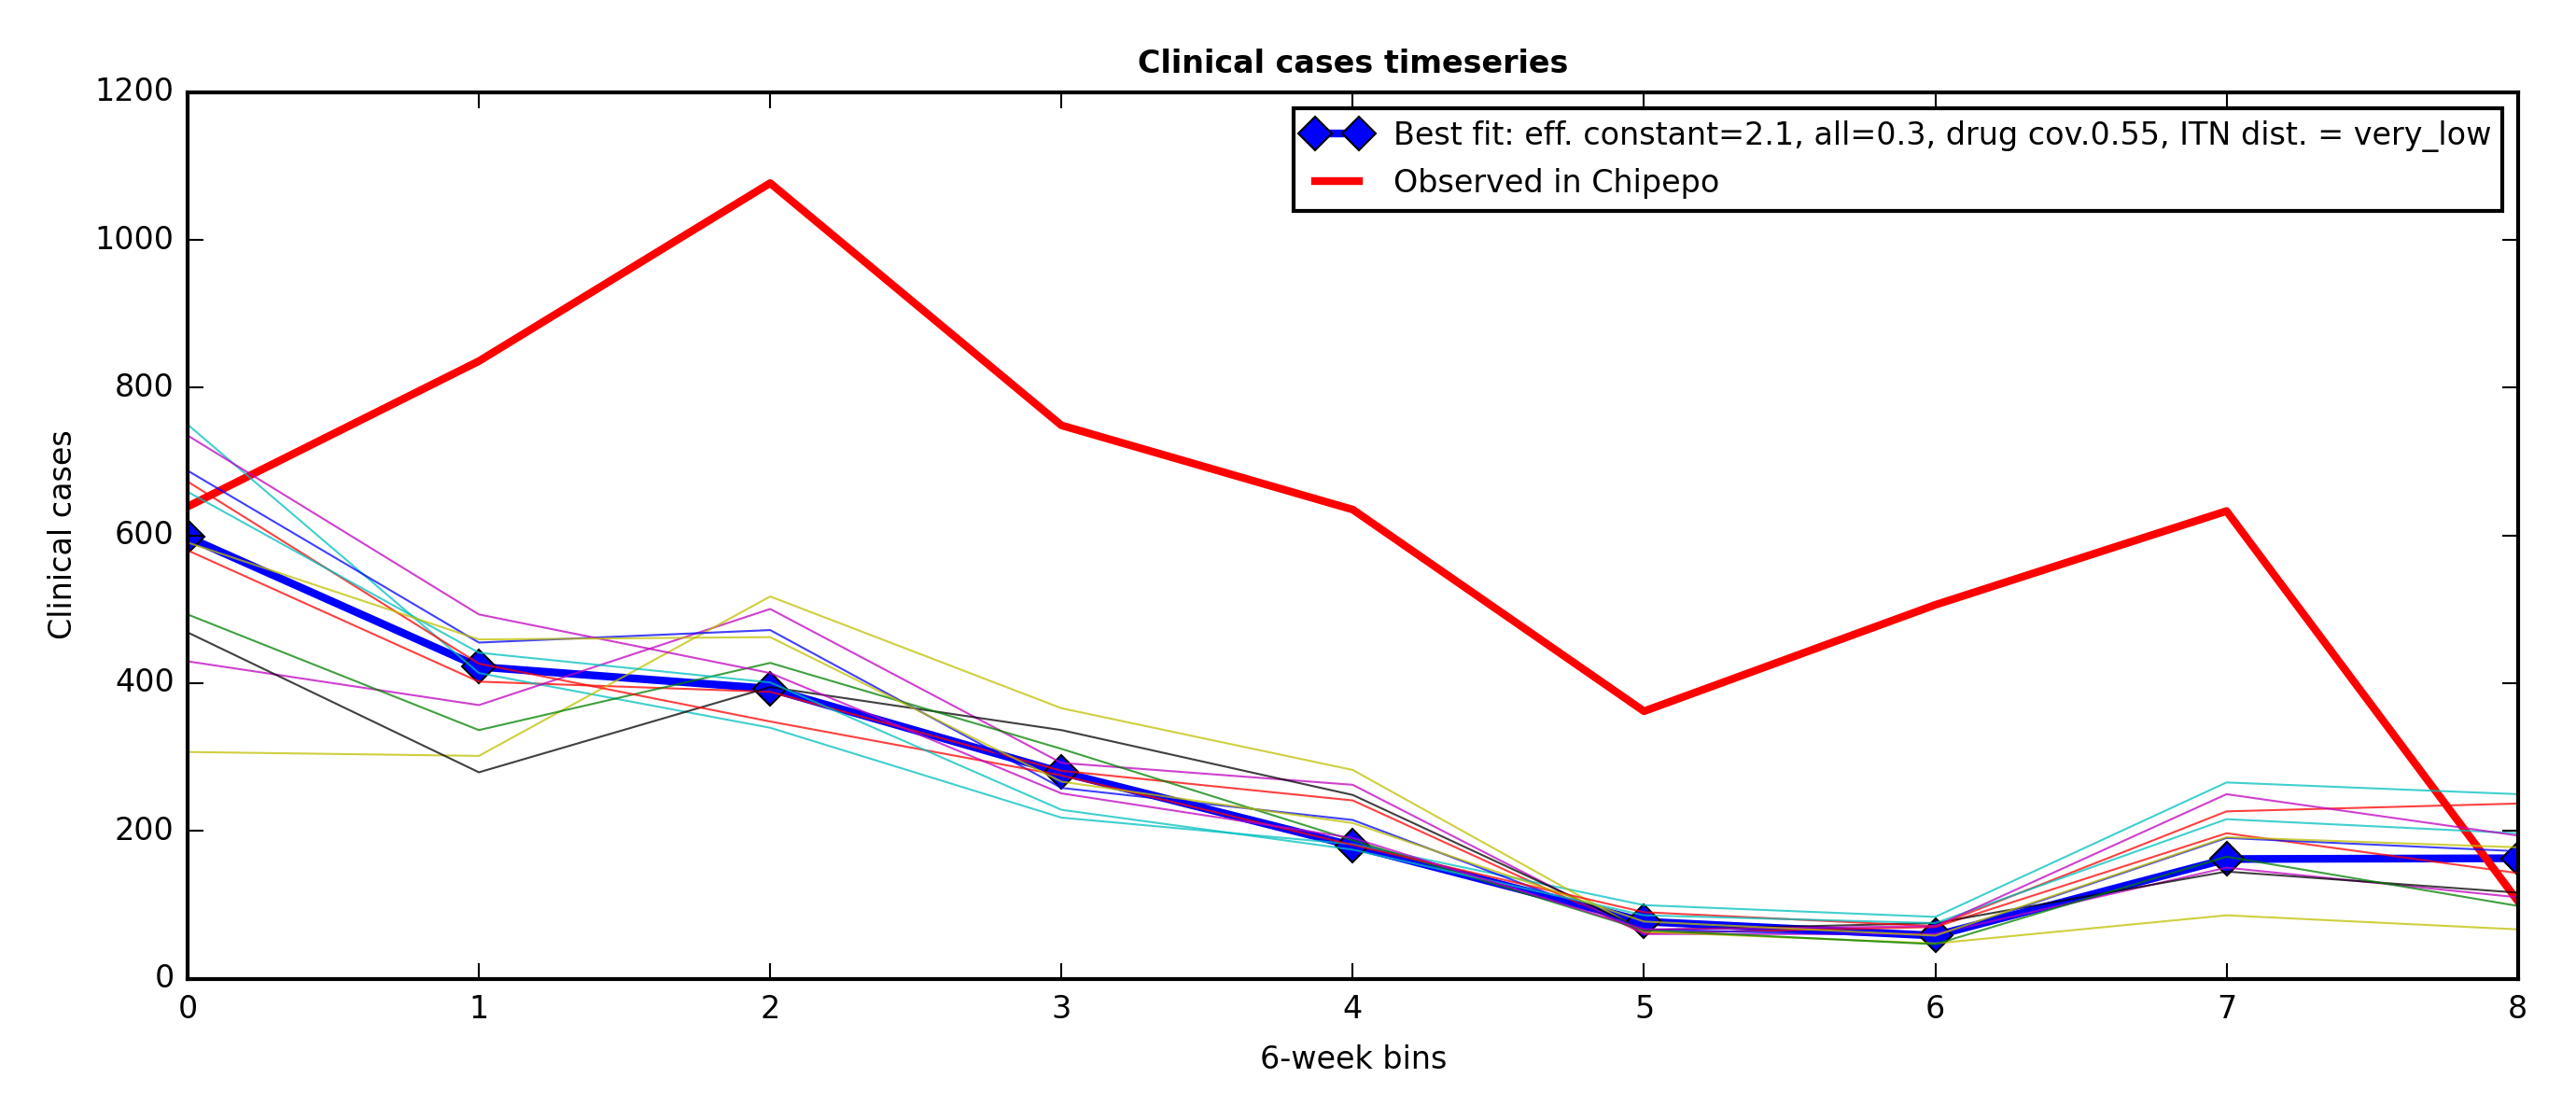 Clinical cases timeseries
Best fit: eff. constant=2.1, all=0.3, drug cov.0.55, ITN dist. = very_low
Observed in Chipepo
1200
1000
800
600
400
200
0
Clinical cases
0 1 2 3 4 5 6 7 8
6-week bins